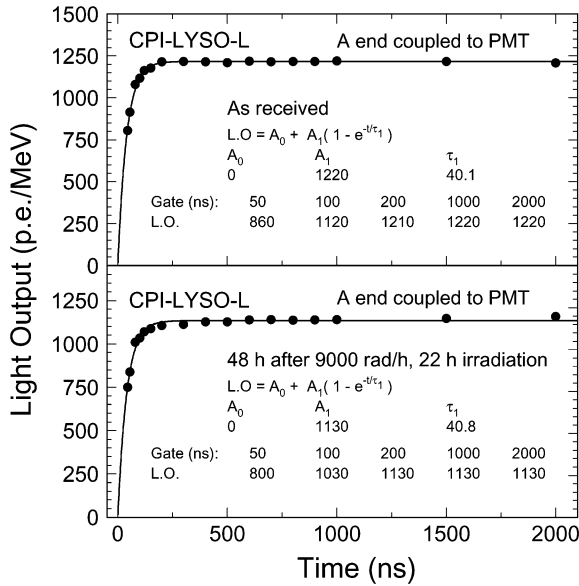 Light Output (p.e./MeV)
1500
1250
1000
750
500
250
0
CPI-LYSO-L
A end coupled to PMT
As received
L.O = A0 + A1( 1 - e-t/τ1 )
A0 A1 τ1
0 1220 40.1
Gate (ns): 50 100 200 1000 2000
L.O. 860 1120 1210 1220 1220
1250
1000
750
500
250
0
CPI-LYSO-L
A end coupled to PMT
48 h after 9000 rad/h, 22 h irradiation
L.O = A0 + A1( 1 - e-t/τ1 )
A0 A1 τ1
0 1130 40.8
Gate (ns): 50 100 200 1000 2000
L.O. 800 1030 1130 1130 1130
0 500 1000 1500 2000
Time (ns)